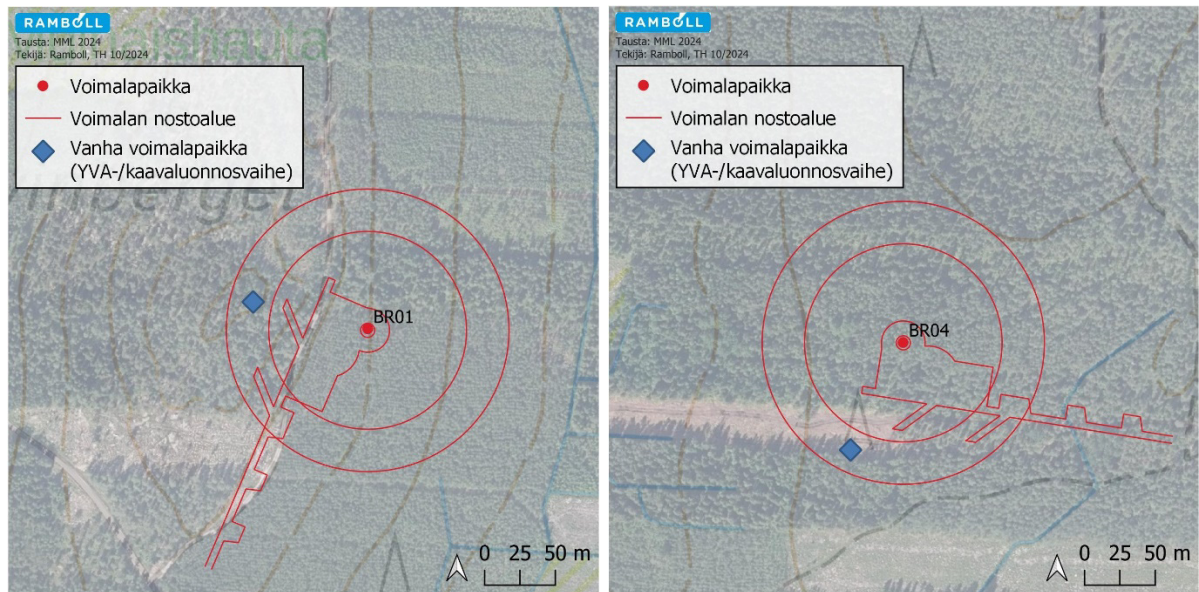 RAMBOLL
Tausta: MML 2024
Tekijä: Ramboll, TH 10/2024
Voimalapaikka
Voimalan nostoalue
Vanha voimalapaikka
(YVA-/kaavaluonnosvaihe)
BR01
0 25 50 m
RAMBOLL
Tausta: MML 2024
Tekijä: Ramboll, TH 10/2024
Voimalapaikka
Voimalan nostoalue
Vanha voimalapaikka
(YVA-/kaavaluonnosvaihe)
BR04
0 25 50 m